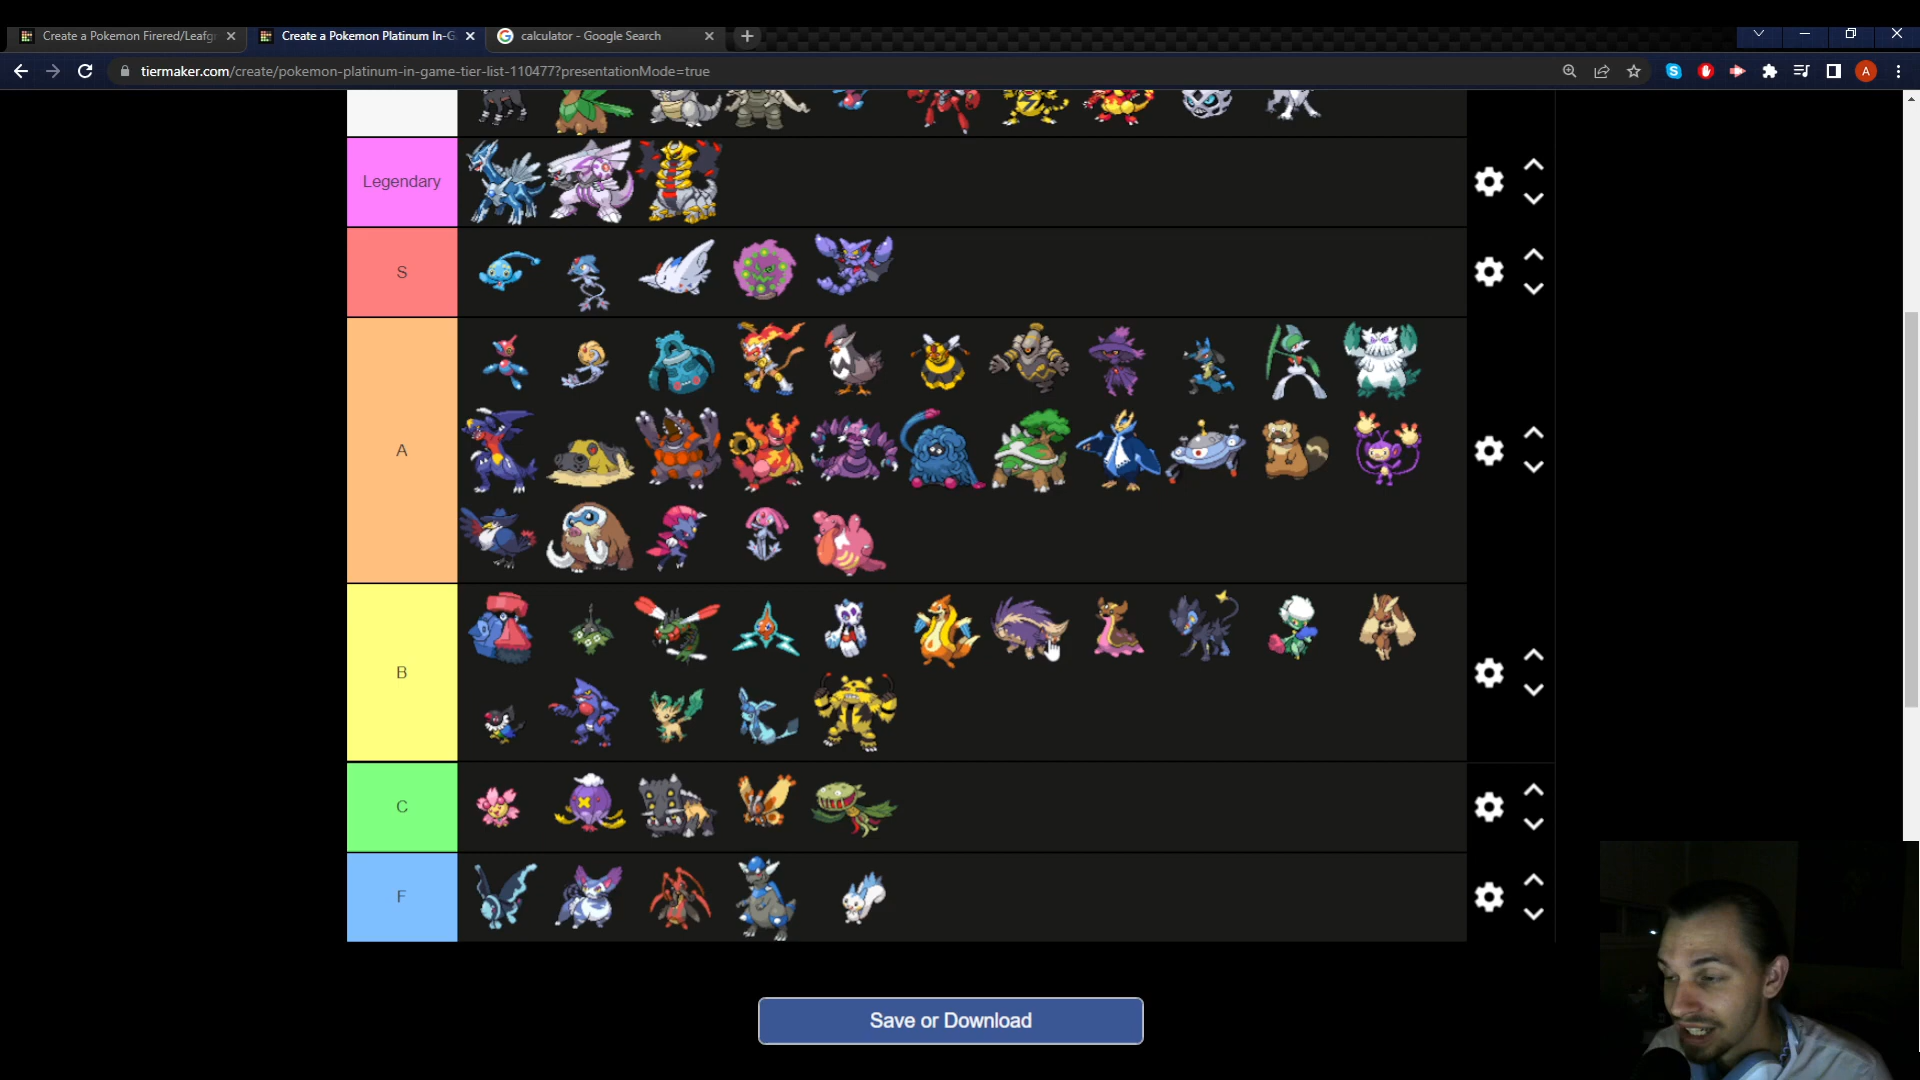 Create a Pokemon Firered/Leafgr
Create a Pokemon Platinum In-G
calculator - Google Search
tiermaker.com/create/pokemon-platinum-in-game-tier-list-110477?presentationMode=true
A
Legendary
S
A
B
C
F
Save or Download